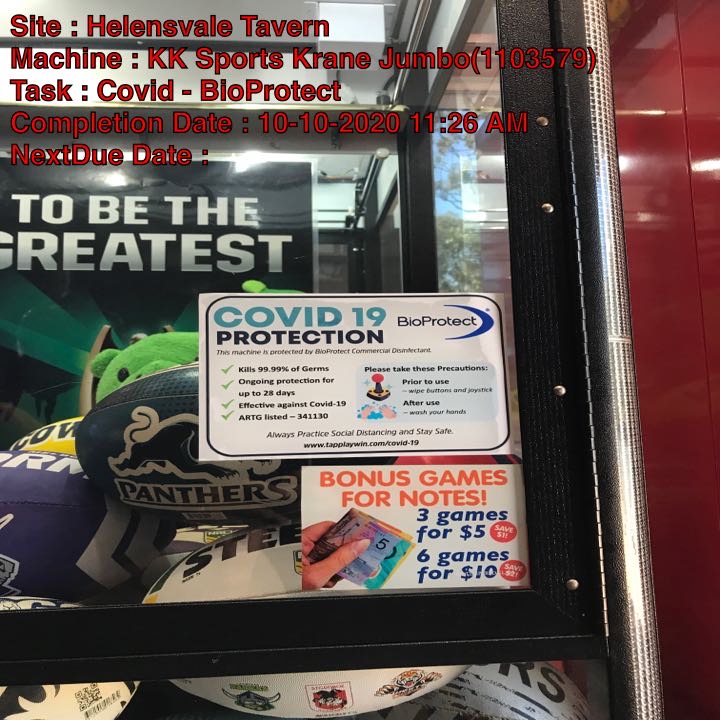 Site : Helensvale Tavern
Machine : KK Sports Krane Jumbo(1103579)
Task : Covid - BioProtect
Completion Date : 10-10-2020 11:26 AM
NextDue Date :
TO BE THE
GREATEST
COVID 19
PROTECTION
BioProtect
This machine is protected by BioProtect Commercial Disinfectant.
Kills 99.99% of Germs
Ongoing protection for
up to 28 days
Effective against Covid-19
ARTG listed – 341130
Please take these Precautions:
Prior to use
– wipe buttons and joystick
After use
– wash your hands
Always Practice Social Distancing and Stay Safe.
www.tapplaywin.com/covid-19
PANTHERS
BONUS GAMES
FOR NOTES!
3 games
for $5
SAVE
$1!
6 games
for $10
SAVE
$2!
5